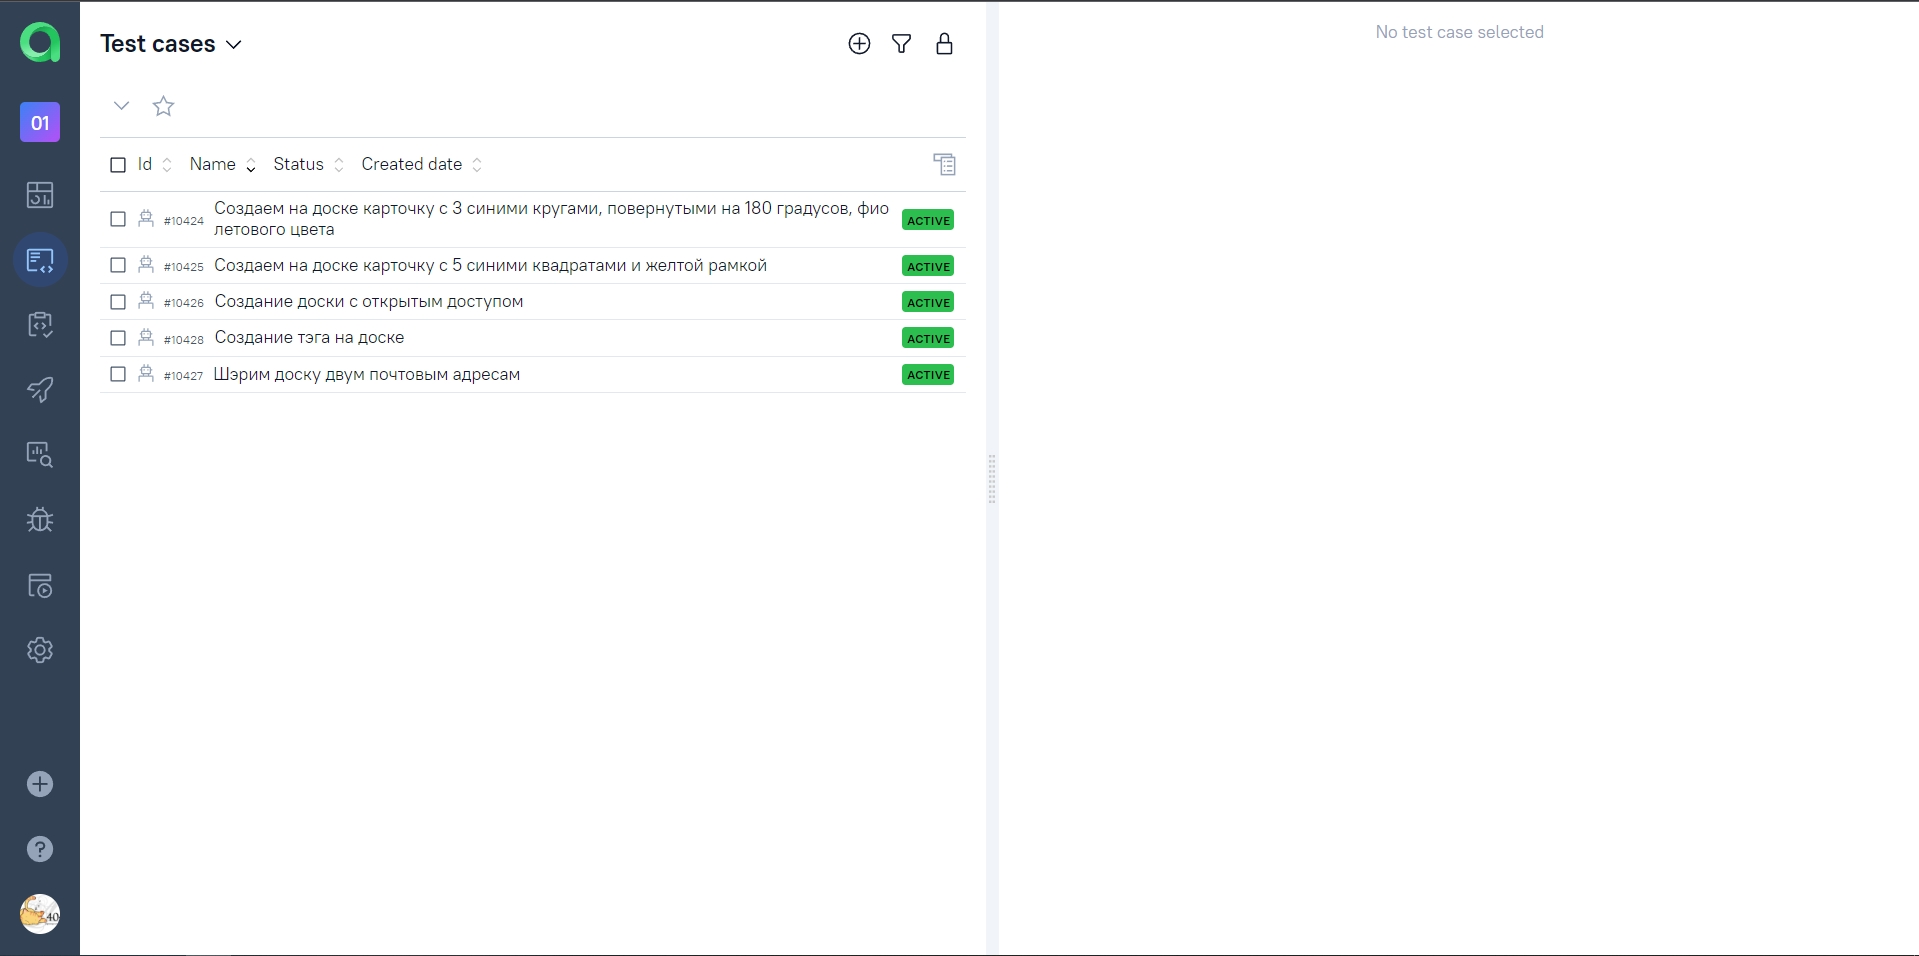 Test cases
No test case selected
01
Id Name Status Created date
#10424 Создаем на доске карточку с 3 синими кругами, повернутыми на 180 градусов, фио
летового цвета
ACTIVE
#10425 Создаем на доске карточку с 5 синими квадратами и желтой рамкой ACTIVE
#10426 Создание доски с открытым доступом ACTIVE
#10428 Создание тэга на доске ACTIVE
#10427 Шэрим доску двум почтовым адресам ACTIVE
40